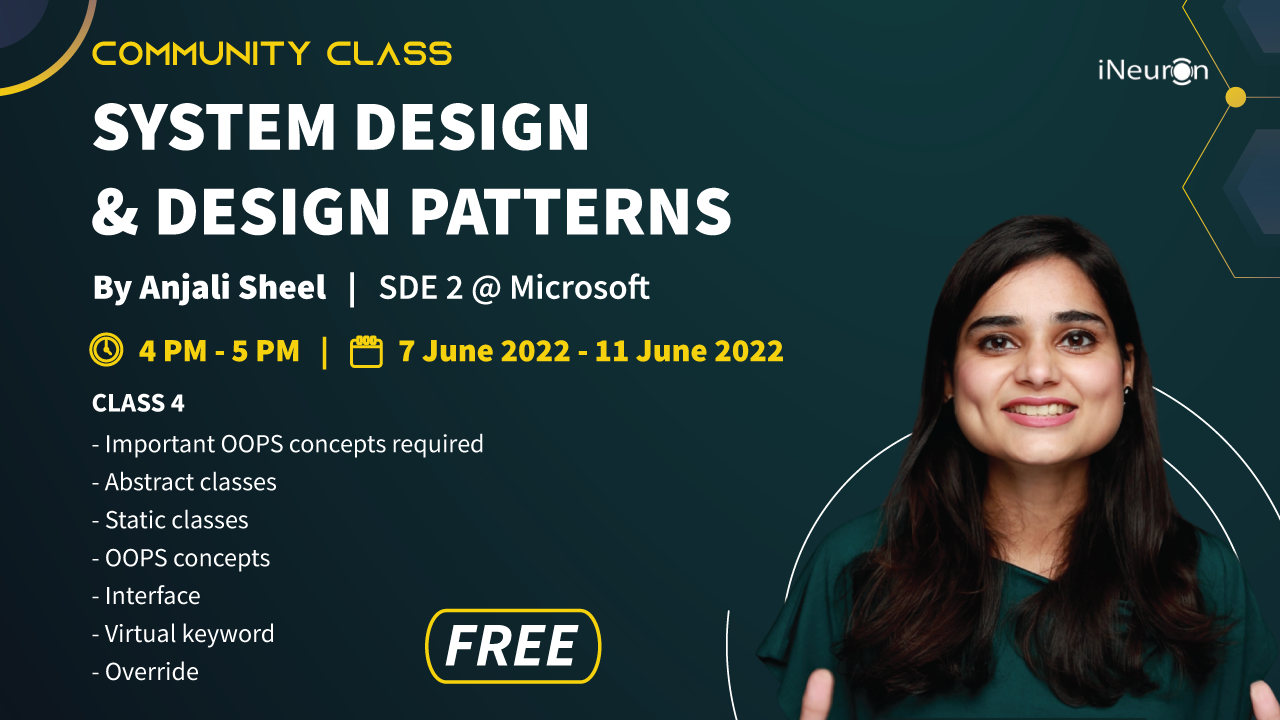 COMMUNITY CLASS
iNeuron
SYSTEM DESIGN
& DESIGN PATTERNS
By Anjali Sheel | SDE 2 @ Microsoft
4 PM - 5 PM | 7 June 2022 - 11 June 2022
CLASS 4
- Important OOPS concepts required
- Abstract classes
- Static classes
- OOPS concepts
- Interface
- Virtual keyword
- Override
FREE